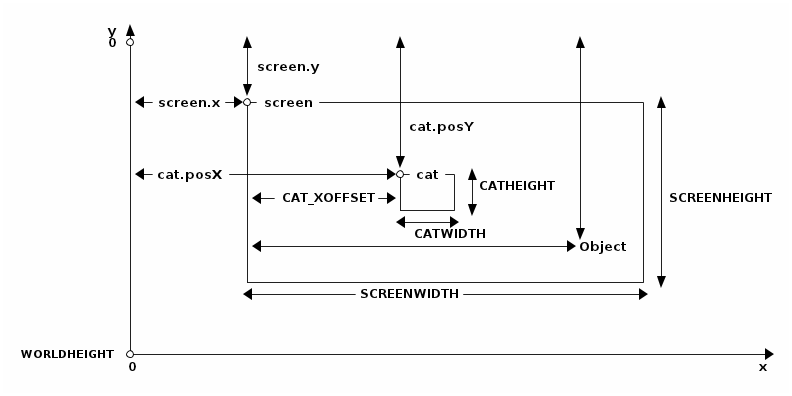 y
0
screen.y
screen.x
screen
cat.posY
cat.posX
cat
CATHEIGHT
CAT_XOFFSET
SCREENHEIGHT
CATWIDTH
Object
SCREENWIDTH
WORLDHEIGHT
0
x